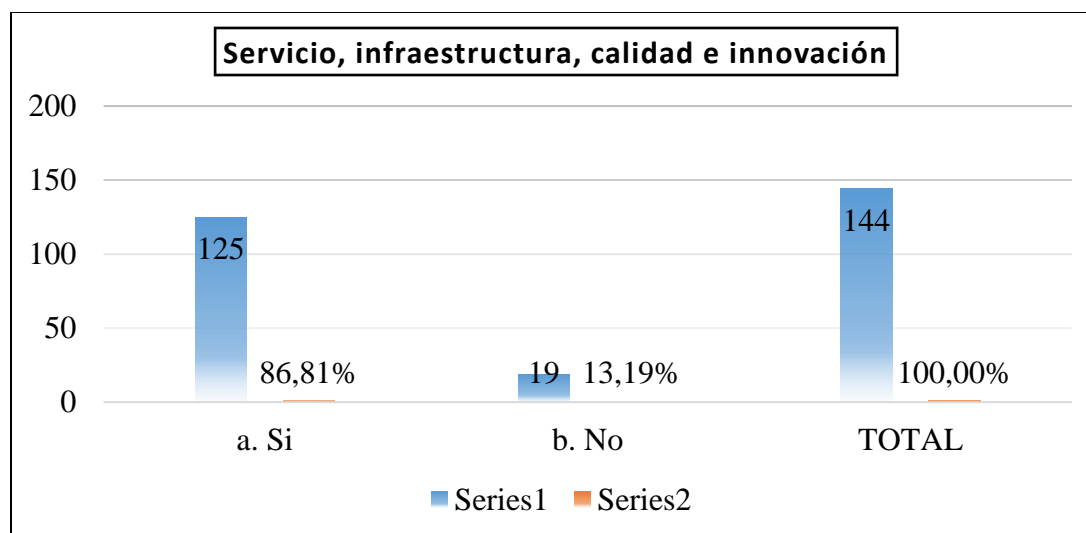 Servicio, infraestructura, calidad e innovación
200
150
100
50
0
125
86,81%
19
13,19%
144
100,00%
a. Si
b. No
TOTAL
Series1
Series2